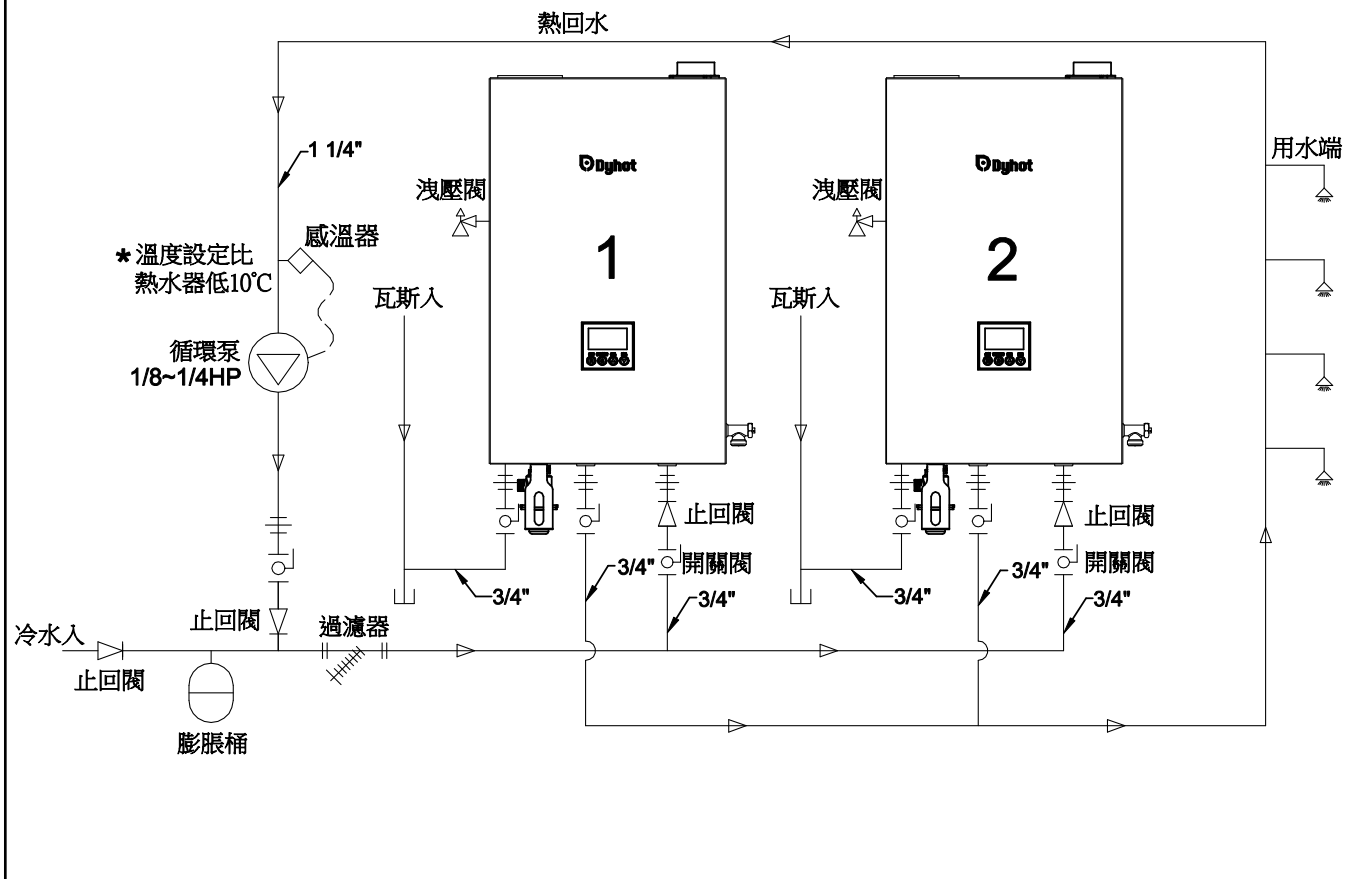 熱回水
1 1/4"
Dyhot
Dyhot
用水端
洩壓閥
洩壓閥
感溫器
*溫度設定比
熱水器低10℃
1
2
瓦斯入
瓦斯入
循環泵
1/8~1/4HP
止回閥
止回閥
3/4"
開關閥
3/4"
開關閥
3/4"
3/4"
3/4"
3/4"
止回閥
過濾器
冷水入
止回閥
膨脹桶